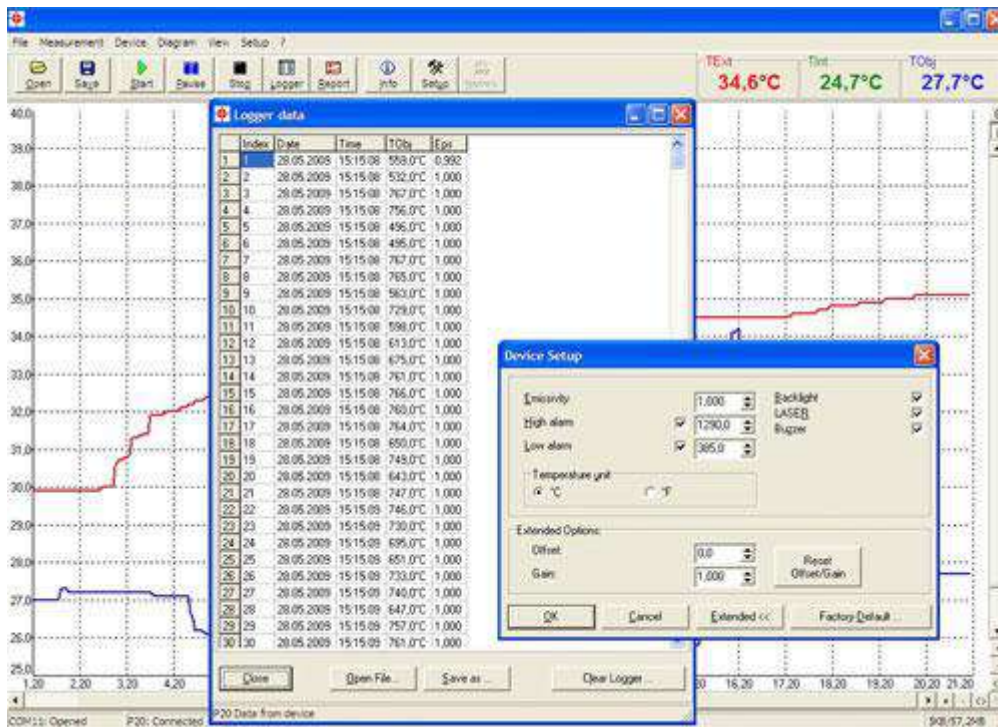 File Measurement Device Diagram View Setup ?
Open Save Start Pause Stop Logger Report Info Setup
TExt TInt TObj
34,6°C 24,7°C 27,7°C
Logger data
Index Date Time TObj Eps
1 1 28.05.2009 15:15:08 559,0°C 0,992
2 2 28.05.2009 15:15:08 532,0°C 1,000
3 3 28.05.2009 15:15:08 767,0°C 1,000
4 4 28.05.2009 15:15:08 756,0°C 1,000
5 5 28.05.2009 15:15:08 496,0°C 1,000
6 6 28.05.2009 15:15:08 495,0°C 1,000
7 7 28.05.2009 15:15:08 767,0°C 1,000
8 8 28.05.2009 15:15:08 765,0°C 1,000
9 9 28.05.2009 15:15:08 563,0°C 1,000
10 10 28.05.2009 15:15:08 729,0°C 1,000
11 11 28.05.2009 15:15:08 598,0°C 1,000
12 12 28.05.2009 15:15:08 613,0°C 1,000
13 13 28.05.2009 15:15:08 675,0°C 1,000
14 14 28.05.2009 15:15:08 761,0°C 1,000
15 15 28.05.2009 15:15:08 766,0°C 1,000
16 16 28.05.2009 15:15:08 760,0°C 1,000
17 17 28.05.2009 15:15:08 764,0°C 1,000
18 18 28.05.2009 15:15:08 650,0°C 1,000
19 19 28.05.2009 15:15:08 749,0°C 1,000
20 20 28.05.2009 15:15:08 643,0°C 1,000
21 21 28.05.2009 15:15:08 747,0°C 1,000
22 22 28.05.2009 15:15:09 746,0°C 1,000
23 23 28.05.2009 15:15:09 730,0°C 1,000
24 24 28.05.2009 15:15:09 695,0°C 1,000
25 25 28.05.2009 15:15:09 651,0°C 1,000
26 26 28.05.2009 15:15:09 733,0°C 1,000
27 27 28.05.2009 15:15:09 740,0°C 1,000
28 28 28.05.2009 15:15:09 647,0°C 1,000
29 29 28.05.2009 15:15:09 757,0°C 1,000
30 30 28.05.2009 15:15:09 761,0°C 1,000
Close Open File... Save as ... Clear Logger ...
P20 Data from device
Device Setup
Emissivity 1,000 Backlight
High alarm 1290,0 LASER
Low alarm 385,0 Buzzer
Temperature unit
°C °F
Extended Options
Offset 0,0
Gain 1,000
Reset
Offset/Gain
OK Cancel Extended << Factory Default ...
40,0
39,0
38,0
37,0
36,0
35,0
34,0
33,0
32,0
31,0
30,0
29,0
28,0
27,0
26,0
25,0
1,20 2,20 3,20 4,20 16,20 17,20 18,20 19,20 20,20 21,20
COM11: Opened P20: Connected 5KB/57,2MB